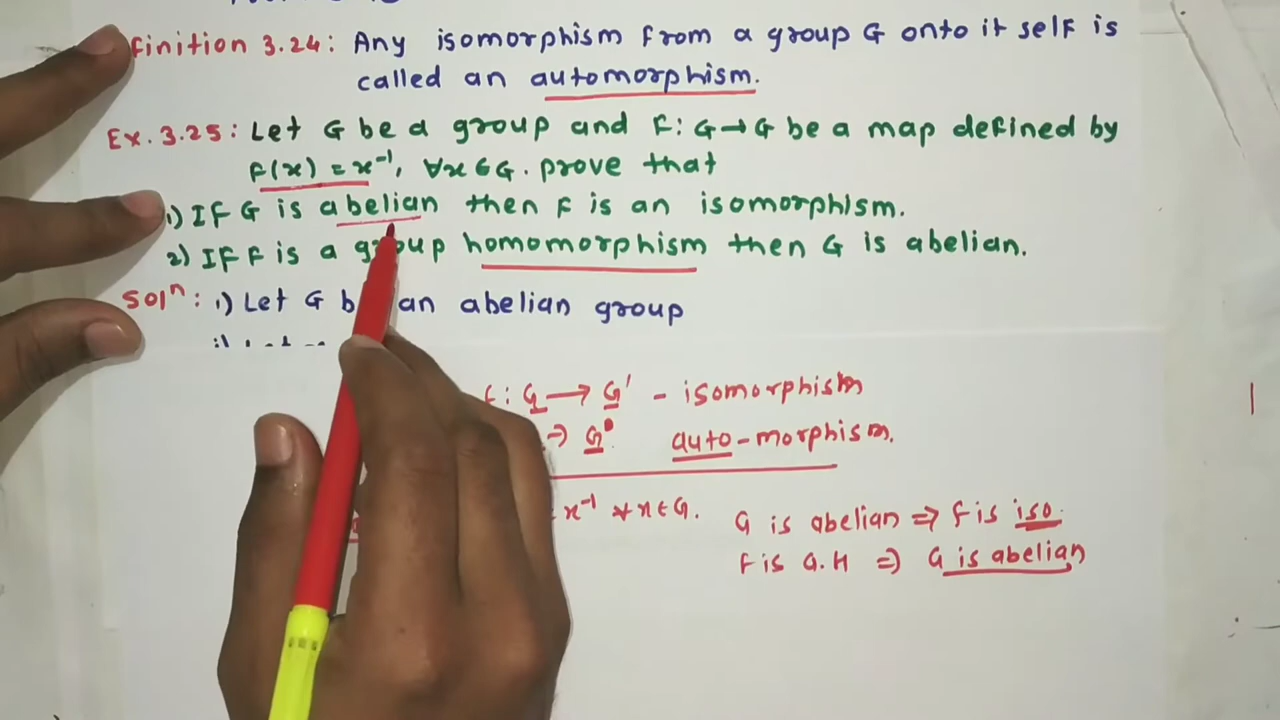 finition 3.24: Any isomorphism from a group G onto it self is
called an automorphism.
Ex. 3.25: Let G be a group and F: G→G be a map defined by
F(x) = x⁻¹, ∀x∈G. prove that
1) IF G is abelian then F is an isomorphism.
2) IF F is a group homomorphism then G is abelian.
Solⁿ: i) Let G b an abelian group
F: G → G' - isomorphism
→ G auto-morphism.
x⁻¹ ∀x∈G. G is abelian ⇒ F is iso.
F is G.H ⇒ G is abelian